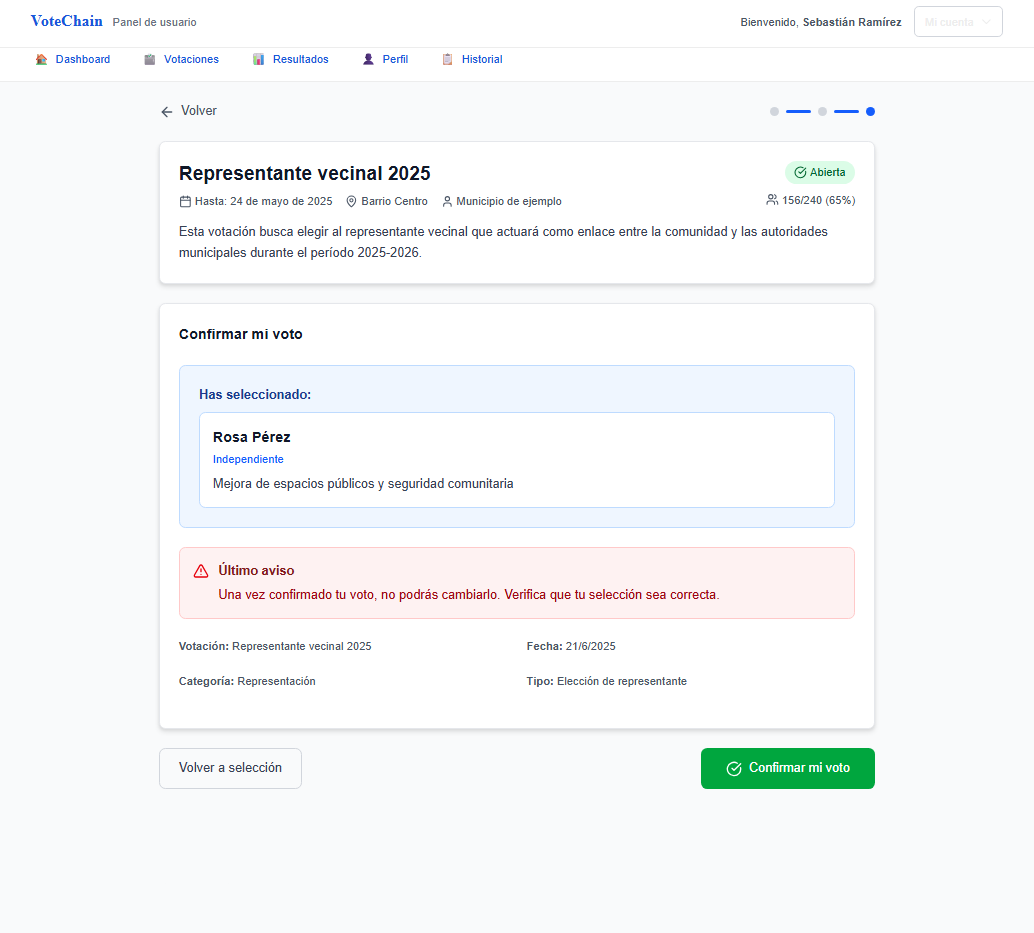 VoteChain Panel de usuario Bienvenido, Sebastián Ramírez Mi cuenta
Dashboard Votaciones Resultados Perfil Historial
Volver
Representante vecinal 2025 Abierta
Hasta: 24 de mayo de 2025 Barrio Centro Municipio de ejemplo 156/240 (65%)
Esta votación busca elegir al representante vecinal que actuará como enlace entre la comunidad y las autoridades
municipales durante el período 2025-2026.
Confirmar mi voto
Has seleccionado:
Rosa Pérez
Independiente
Mejora de espacios públicos y seguridad comunitaria
Último aviso
Una vez confirmado tu voto, no podrás cambiarlo. Verifica que tu selección sea correcta.
Votación: Representante vecinal 2025 Fecha: 21/6/2025
Categoría: Representación Tipo: Elección de representante
Volver a selección Confirmar mi voto